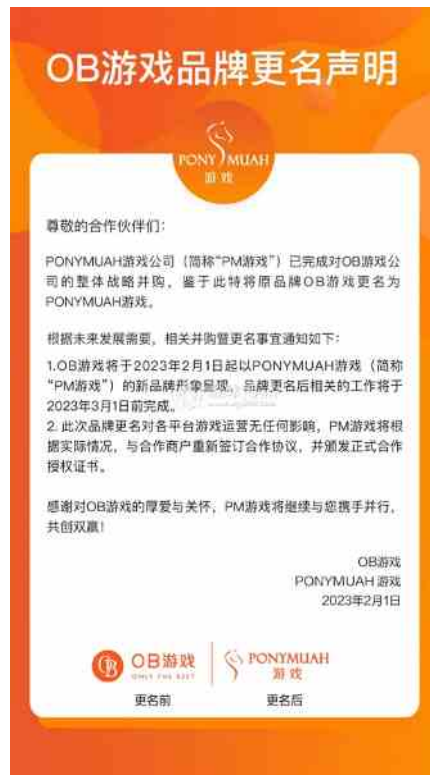 OB游戏品牌更名声明
PONY MUAH
游戏
尊敬的合作伙伴们：
PONYMUAH游戏公司（简称“PM游戏”）已完成对OB游戏公
司的整体战略并购，鉴于此特将原品牌OB游戏更名为
PONYMUAH游戏。
根据未来发展需要，相关并购暨更名事宜通知如下：
1.OB游戏将于2023年2月1日起以PONYMUAH游戏（简称
“PM游戏”）的新品牌形象呈现，品牌更名后相关的工作将于
2023年3月1日前完成。
2. 此次品牌更名对各平台游戏运营无任何影响，PM游戏将根
据实际情况，与合作商户重新签订合作协议，并颁发正式合作
授权证书。
感谢对OB游戏的厚爱与关怀，PM游戏将继续与您携手并行，
共创双赢！
OB游戏
PONYMUAH 游戏
2023年2月1日
OB OB游戏
ONLY THE BEST
PONYMUAH
游戏
更名前
更名后